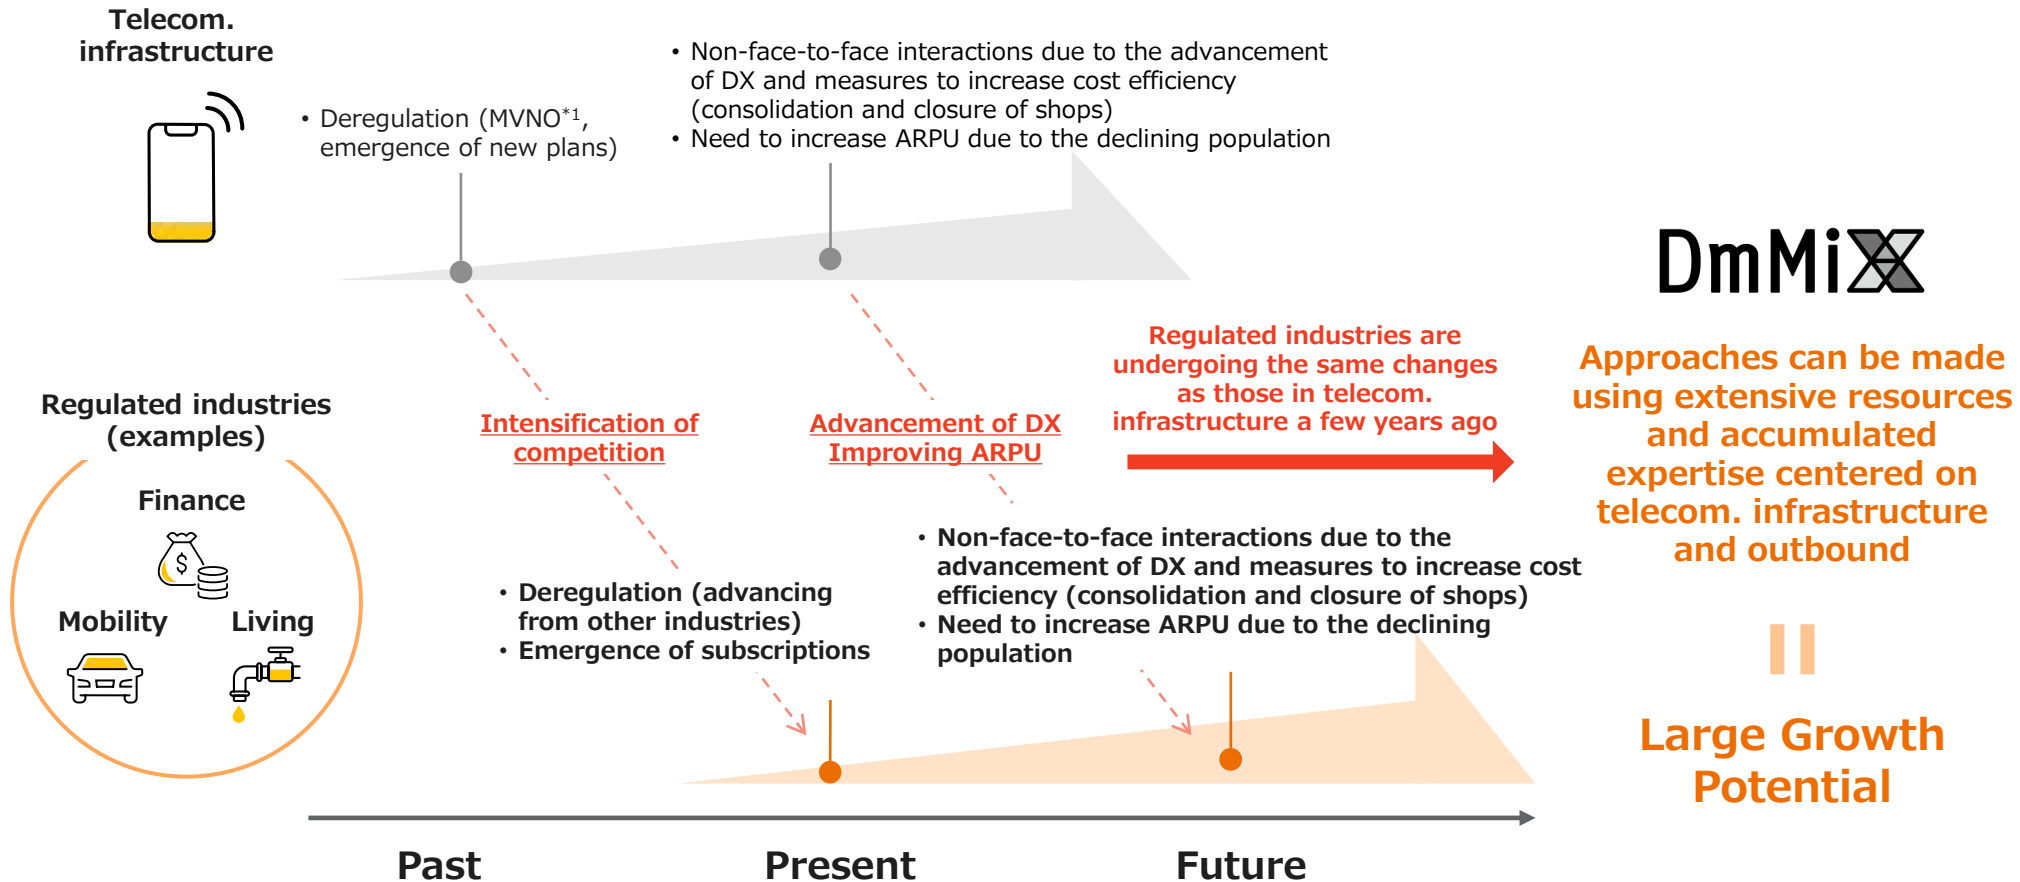 Telecom.
infrastructure
• Deregulation (MVNO*1,
emergence of new plans)
• Non-face-to-face interactions due to the advancement
of DX and measures to increase cost efficiency
(consolidation and closure of shops)
• Need to increase ARPU due to the declining population
Regulated industries
(examples)
Finance
$
Mobility
Living
Intensification of
competition
Advancement of DX
Improving ARPU
Regulated industries are
undergoing the same changes
as those in telecom.
infrastructure a few years ago
• Deregulation (advancing
from other industries)
• Emergence of subscriptions
• Non-face-to-face interactions due to the
advancement of DX and measures to increase cost
efficiency (consolidation and closure of shops)
• Need to increase ARPU due to the declining
population
Past
Present
Future
DmMiX
Approaches can be made
using extensive resources
and accumulated
expertise centered on
telecom. infrastructure
and outbound
Large Growth
Potential